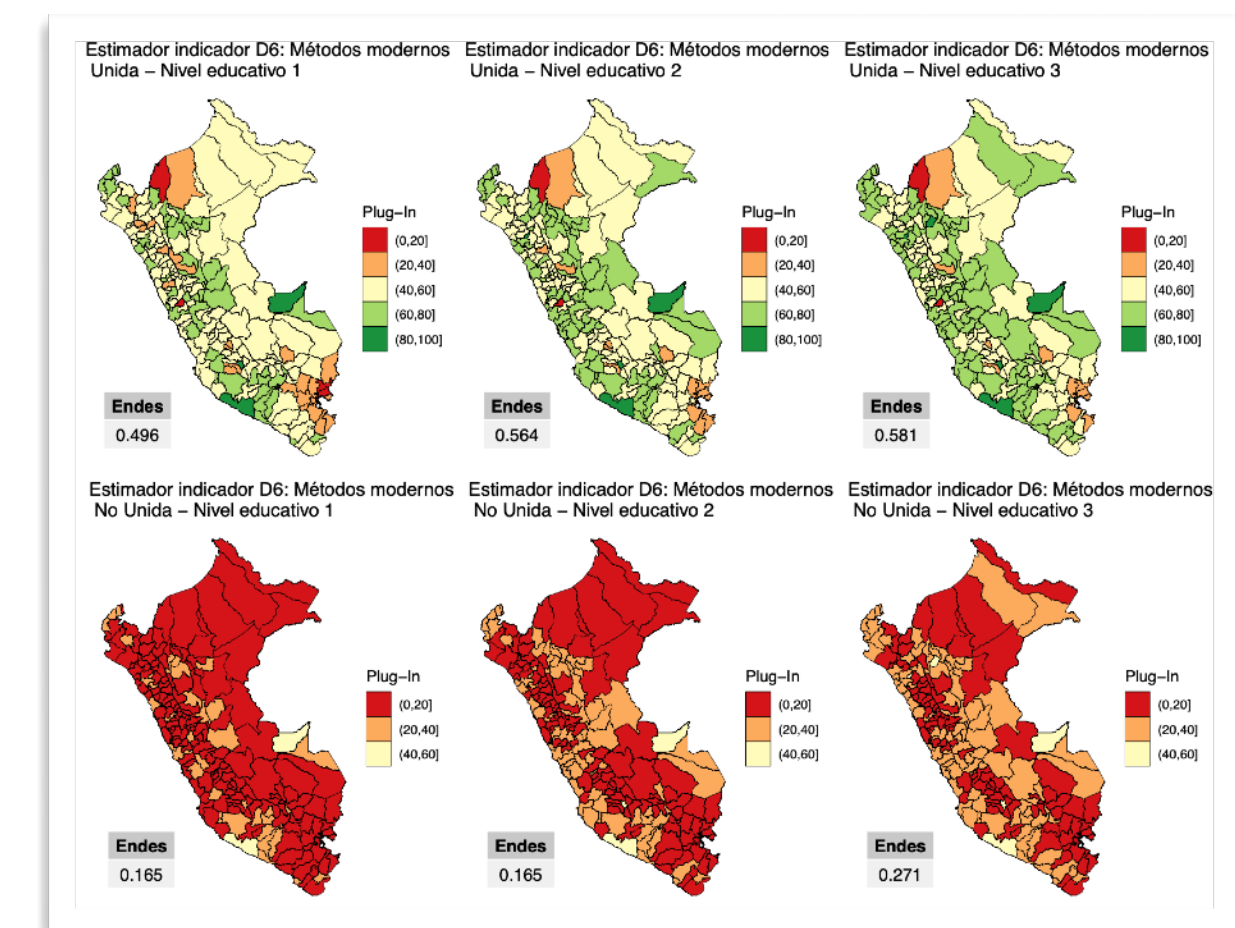 Estimador indicador D6: Métodos modernos
Unida – Nivel educativo 1
Plug–In
(0,20]
(20,40]
(40,60]
(60,80]
(80,100]
Endes
0.496
Estimador indicador D6: Métodos modernos
Unida – Nivel educativo 2
Plug–In
(0,20]
(20,40]
(40,60]
(60,80]
(80,100]
Endes
0.564
Estimador indicador D6: Métodos modernos
Unida – Nivel educativo 3
Plug–In
(0,20]
(20,40]
(40,60]
(60,80]
(80,100]
Endes
0.581
Estimador indicador D6: Métodos modernos
No Unida – Nivel educativo 1
Plug–In
(0,20]
(20,40]
(40,60]
Endes
0.165
Estimador indicador D6: Métodos modernos
No Unida – Nivel educativo 2
Plug–In
(0,20]
(20,40]
(40,60]
Endes
0.165
Estimador indicador D6: Métodos modernos
No Unida – Nivel educativo 3
Plug–In
(0,20]
(20,40]
(40,60]
Endes
0.271